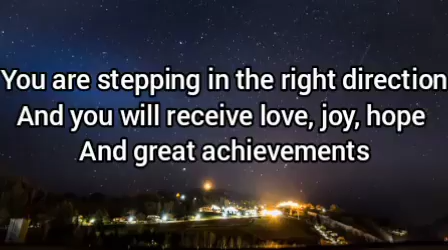 You are stepping in the right direction
And you will receive love, joy, hope
And great achievements